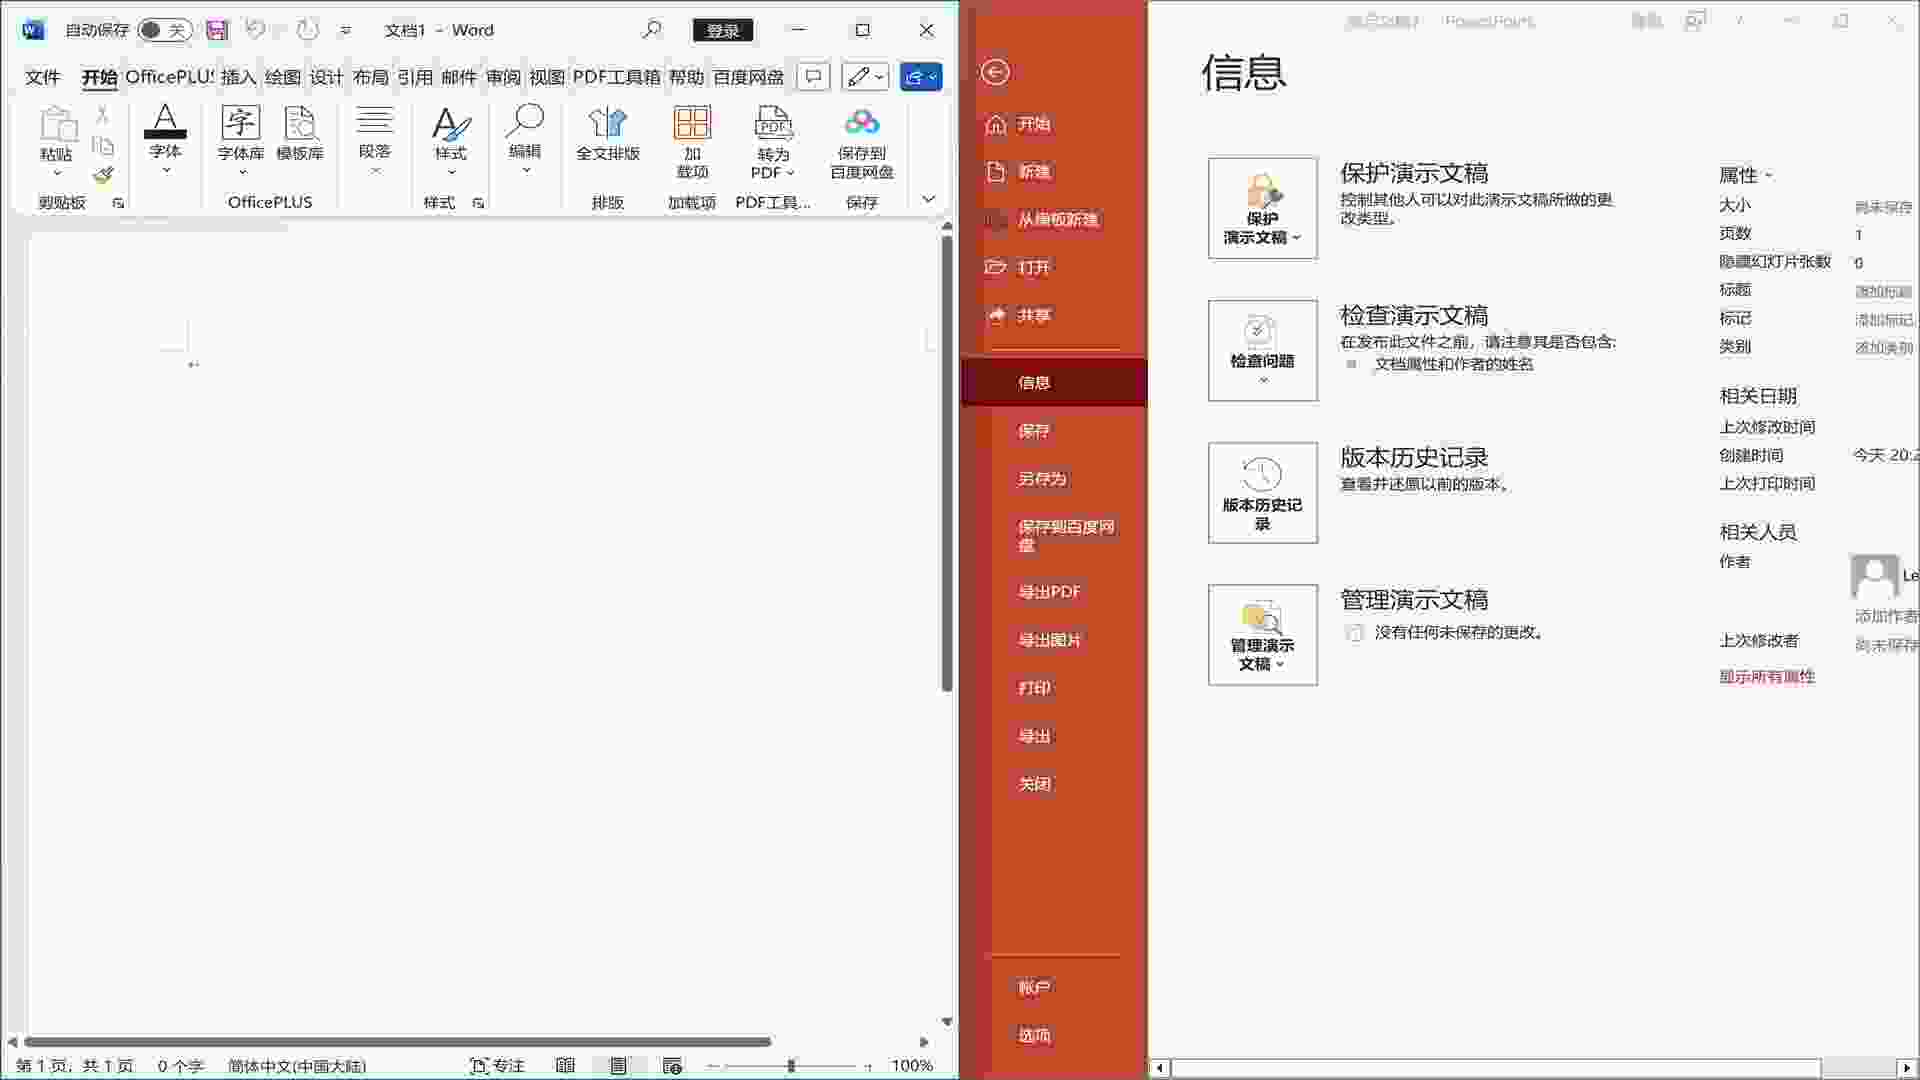 自动保存 关 文档1 - Word 登录
文件 开始 OfficePLUS 插入 绘图 设计 布局 引用 邮件 审阅 视图 PDF工具箱 帮助 百度网盘
粘贴
字体
字体库
模板库
段落
样式
编辑
全文排版
加
载项
转为
PDF
保存到
百度网盘
剪贴板
OfficePLUS
样式
排版
加载项
PDF工具...
保存
第1页，共1页 0个字 简体中文(中国大陆) 专注 100%
开始
新建
从模板新建
打开
共享
信息
保存
另存为
保存到百度网
盘
导出PDF
导出图片
打印
导出
关闭
帐户
选项
信息
保护
演示文稿
保护演示文稿
控制其他人可以对此演示文稿所做的更
改类型。
检查问题
检查演示文稿
在发布此文件之前，请注意其是否包含:
文档属性和作者的姓名
版本历史记
录
版本历史记录
查看并还原以前的版本。
管理演示
文稿
管理演示文稿
没有任何未保存的更改。
属性
大小 尚未保存
页数 1
隐藏幻灯片张数 0
标题 添加标题
标记 添加标记
类别 添加类别
相关日期
上次修改时间
创建时间 今天 20:2
上次打印时间
相关人员
作者 Le
添加作者
上次修改者 尚未保存
显示所有属性